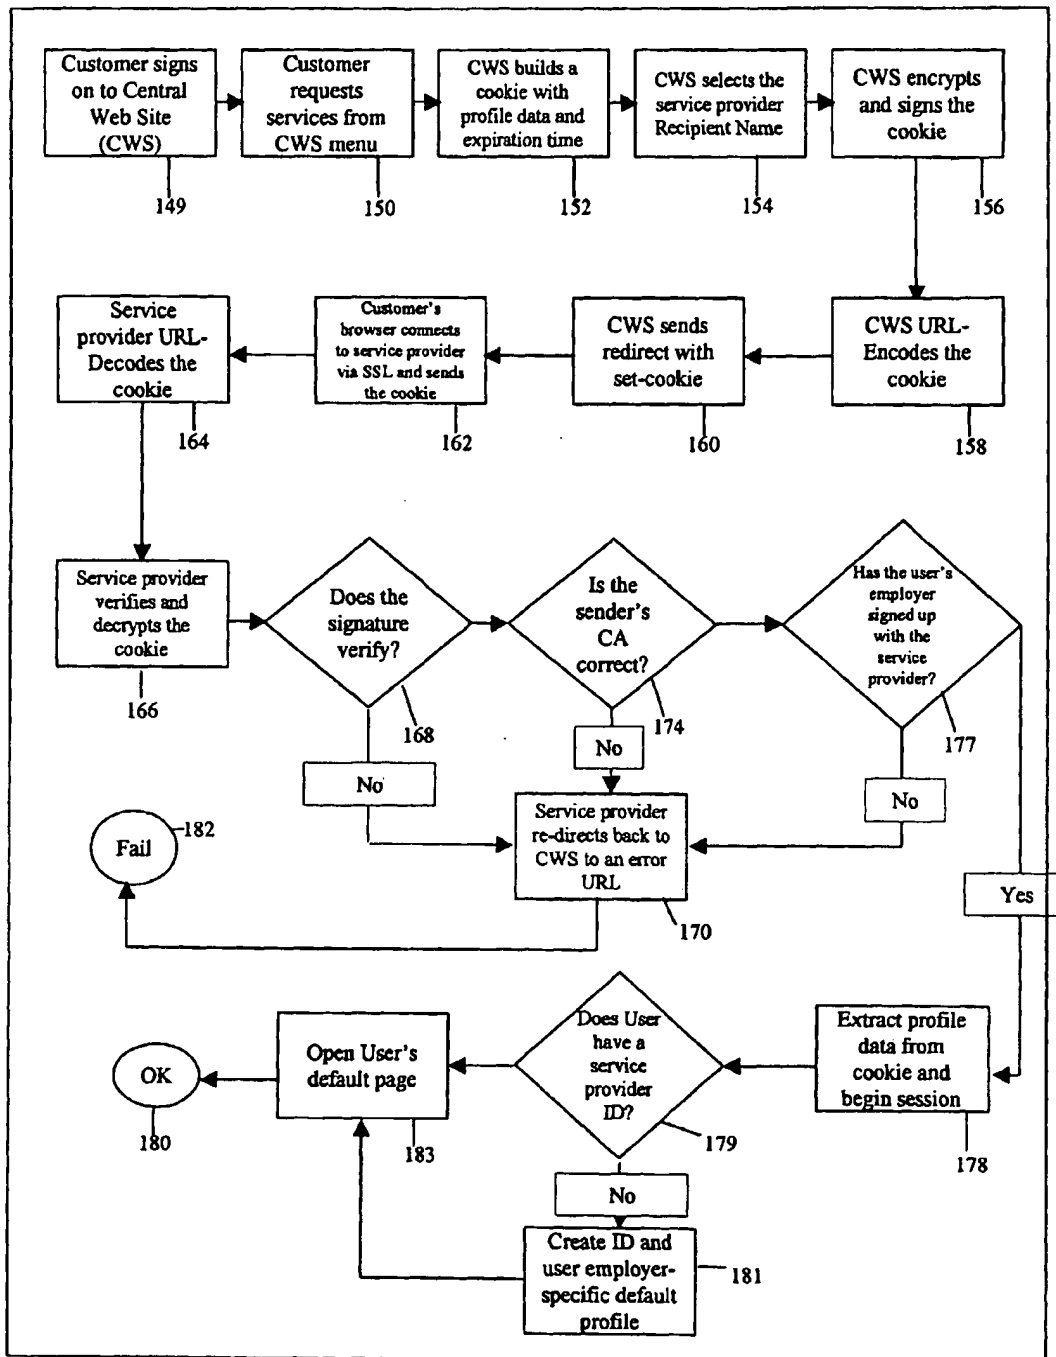 Customer signs
on to Central
Web Site
(CWS)
149
Customer
requests
services from
CWS menu
150
CWS builds a
cookie with
profile data and
expiration time
152
CWS selects the
service provider
Recipient Name
154
CWS encrypts
and signs the
cookie
156
Service
provider URL-
Decodes the
cookie
164
Customer's
browser connects
to service provider
via SSL and sends
the cookie
162
CWS sends
redirect with
set-cookie
160
CWS URL-
Encodes the
cookie
158
Service provider
verifies and
decrypts the
cookie
166
Does the
signature
verify?
168
Is the
sender's
CA
correct?
174
Has the user's
employer
signed up
with the
service
provider?
177
No
No
No
Service provider
re-directs back to
CWS to an error
URL
170
Fail
182
Yes
OK
180
Open User's
default page
183
Does User
have a
service
provider
ID?
179
Extract profile
data from
cookie and
begin session
178
No
Create ID and
user employer-
specific default
profile
181